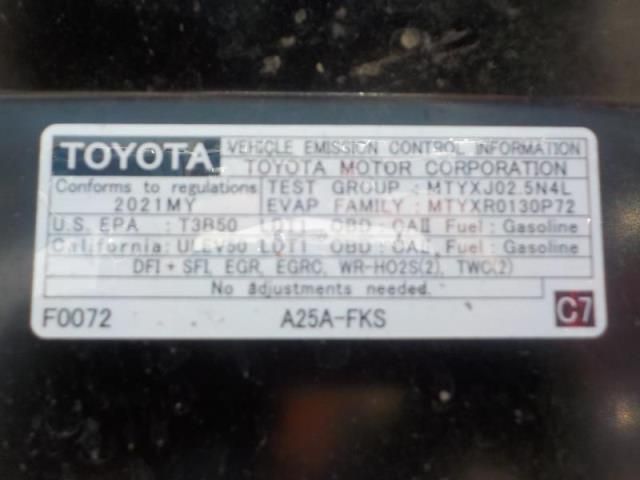 TOYOTA VEHICLE EMISSION CONTROL INFORMATION
TOYOTA MOTOR CORPORATION
Conforms to regulations TEST GROUP : MTYXJ02.5N4L
2021MY EVAP FAMILY : MTYXR0130P72
U.S. EPA : T3B50 LDT1 OBD : CAII Fuel : Gasoline
California: ULEV50 LDT1 OBD : CAII Fuel : Gasoline
DFI + SFI, EGR, EGRC, WR-HO2S(2), TWC(2)
No adjustments needed.
F0072 A25A-FKS C7